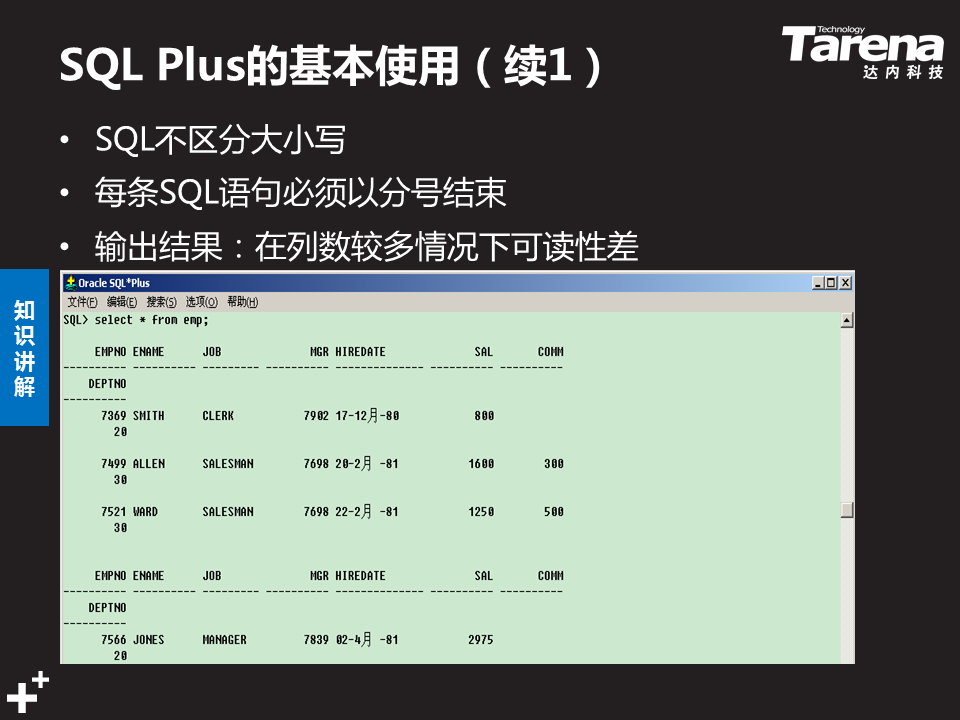 SQL Plus的基本使用（续1）
Technology
Tarena
达内科技
• SQL不区分大小写
• 每条SQL语句必须以分号结束
• 输出结果：在列数较多情况下可读性差
知识讲解
Oracle SQL*Plus
文件(F) 编辑(E) 搜索(S) 选项(O) 帮助(H)
SQL> select * from emp;
EMPNO ENAME JOB MGR HIREDATE SAL COMM
---------- ---------- --------- ---------- -------------- ---------- ----------
DEPTNO
----------
7369 SMITH CLERK 7902 17-12月-80 800
20
7499 ALLEN SALESMAN 7698 20-2月 -81 1600 300
30
7521 WARD SALESMAN 7698 22-2月 -81 1250 500
30
EMPNO ENAME JOB MGR HIREDATE SAL COMM
---------- ---------- --------- ---------- -------------- ---------- ----------
DEPTNO
----------
7566 JONES MANAGER 7839 02-4月 -81 2975
20